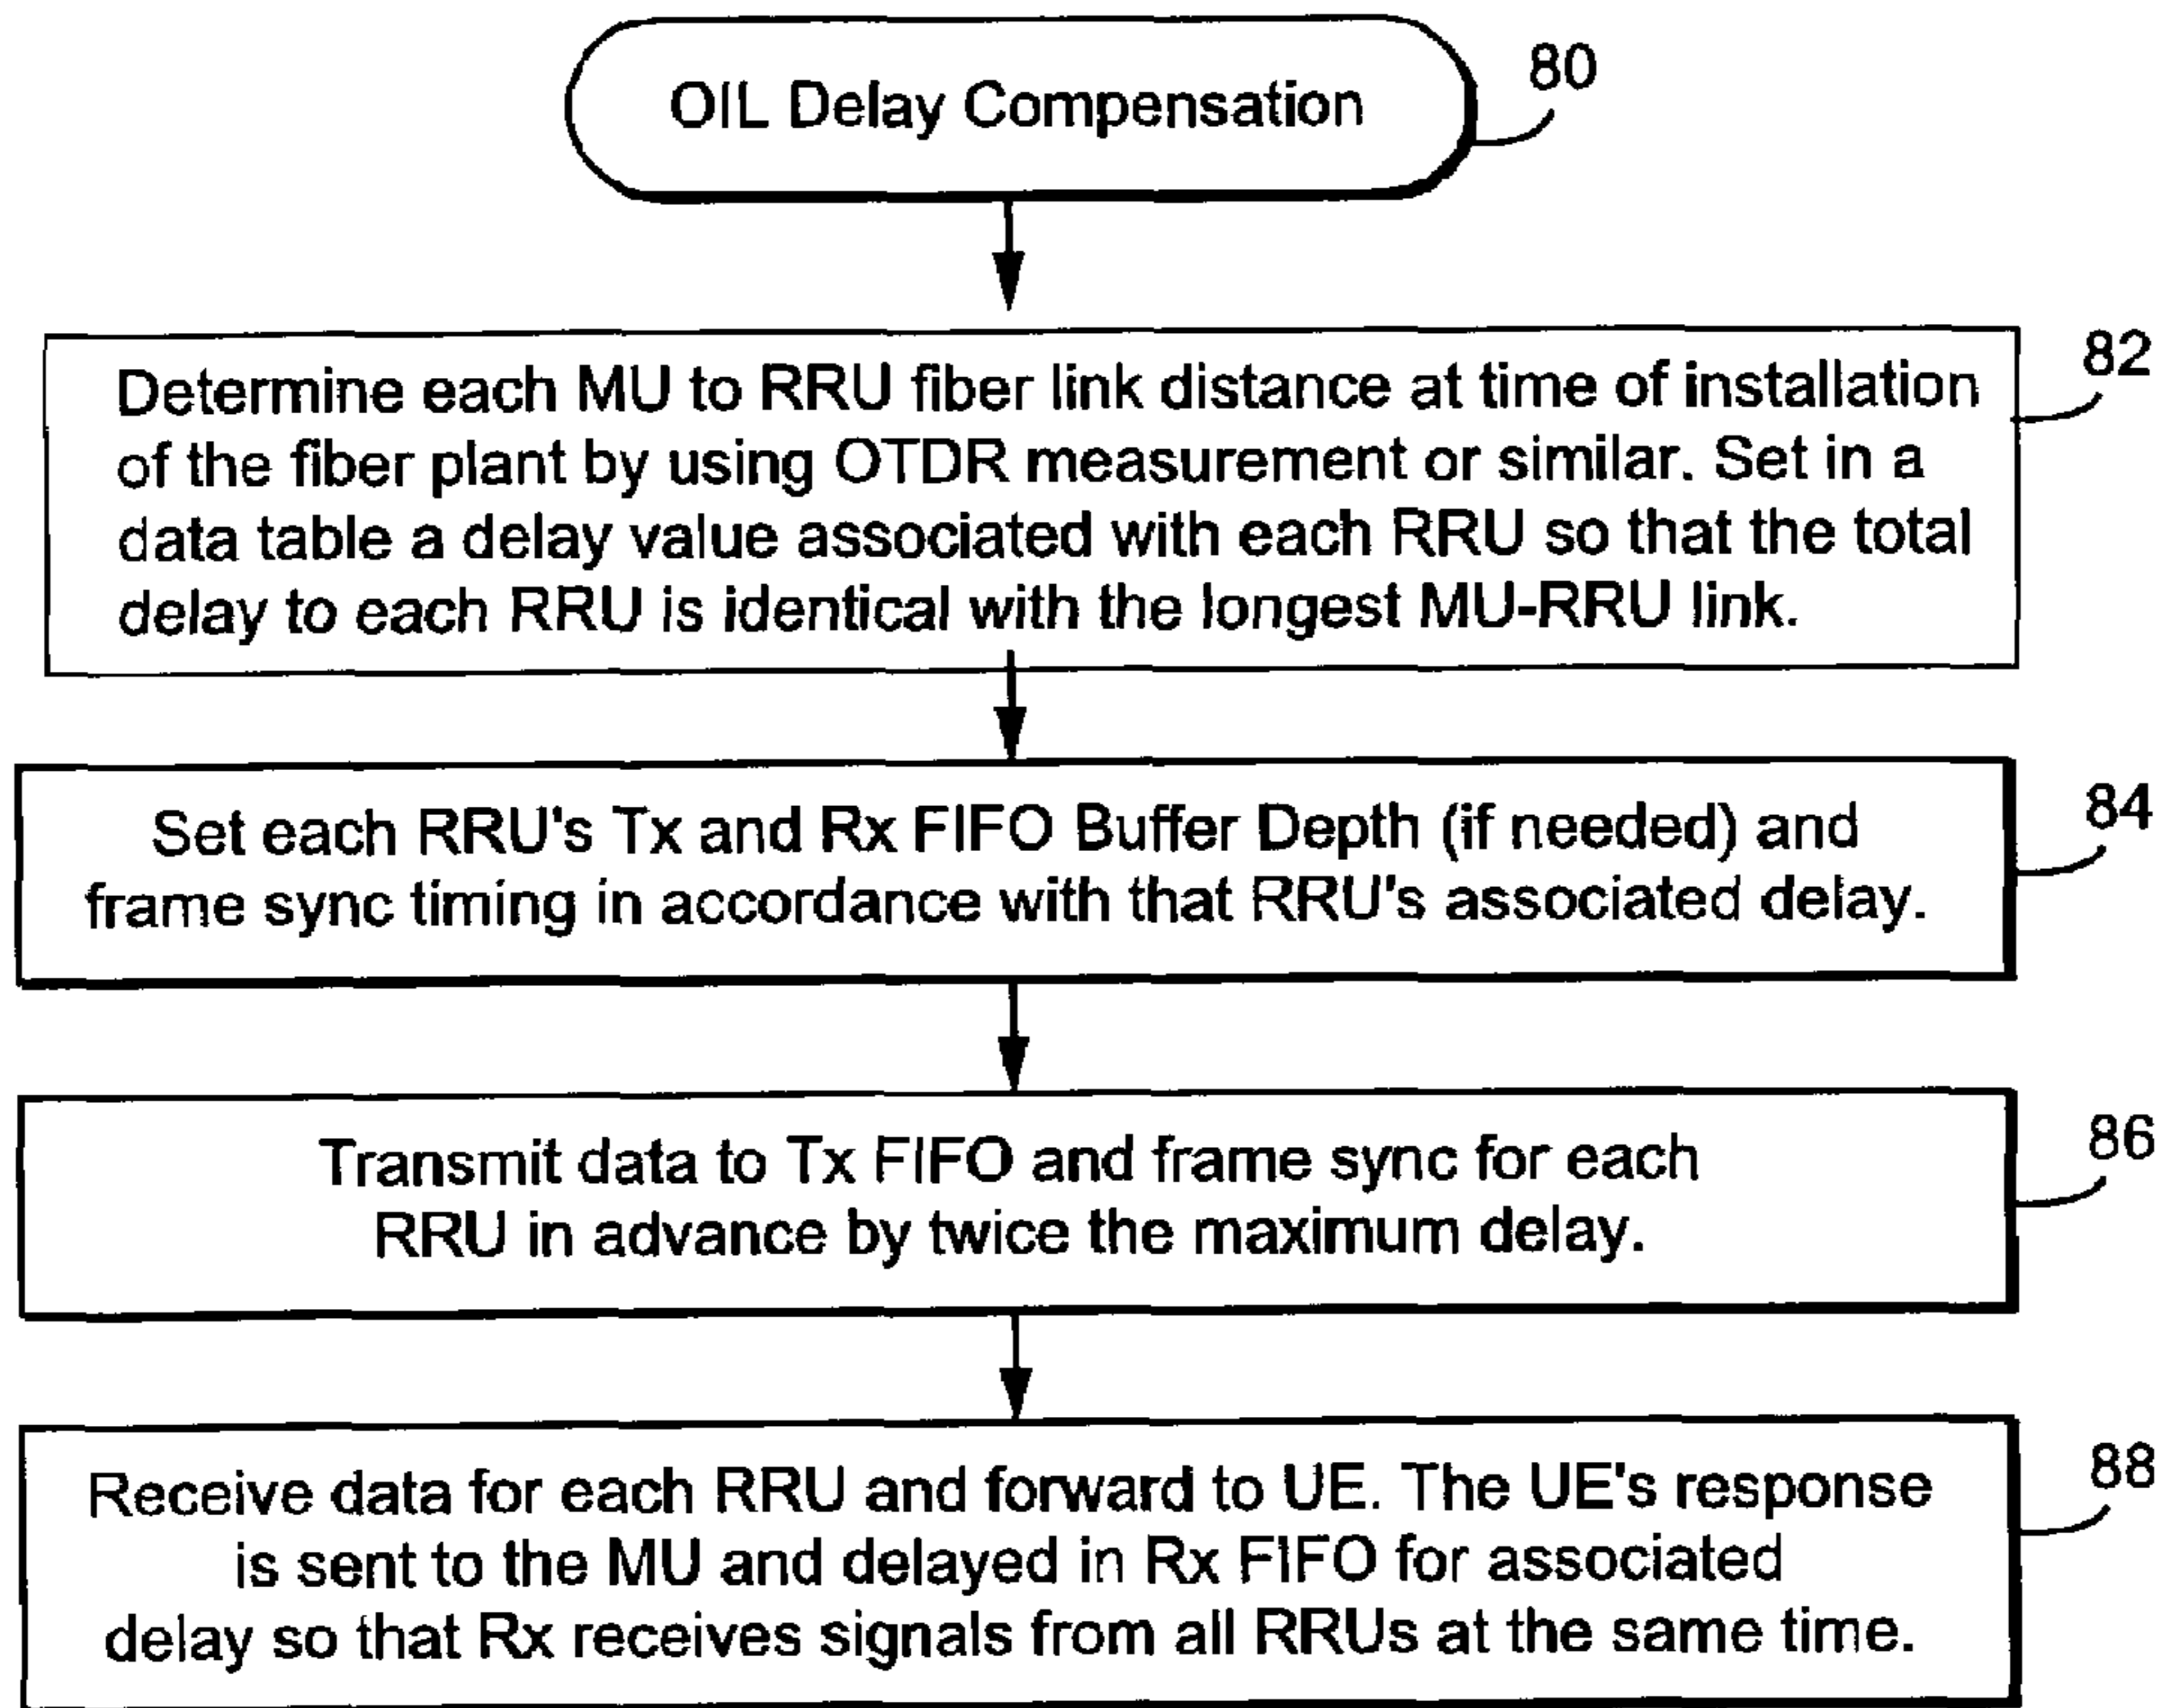 OIL Delay Compensation
80
Determine each MU to RRU fiber link distance at time of installation
of the fiber plant by using OTDR measurement or similar. Set in a
data table a delay value associated with each RRU so that the total
delay to each RRU is identical with the longest MU-RRU link.
82
Set each RRU's Tx and Rx FIFO Buffer Depth (if needed) and
frame sync timing in accordance with that RRU's associated delay.
84
Transmit data to Tx FIFO and frame sync for each
RRU in advance by twice the maximum delay.
86
Receive data for each RRU and forward to UE. The UE's response
is sent to the MU and delayed in Rx FIFO for associated
delay so that Rx receives signals from all RRUs at the same time.
88